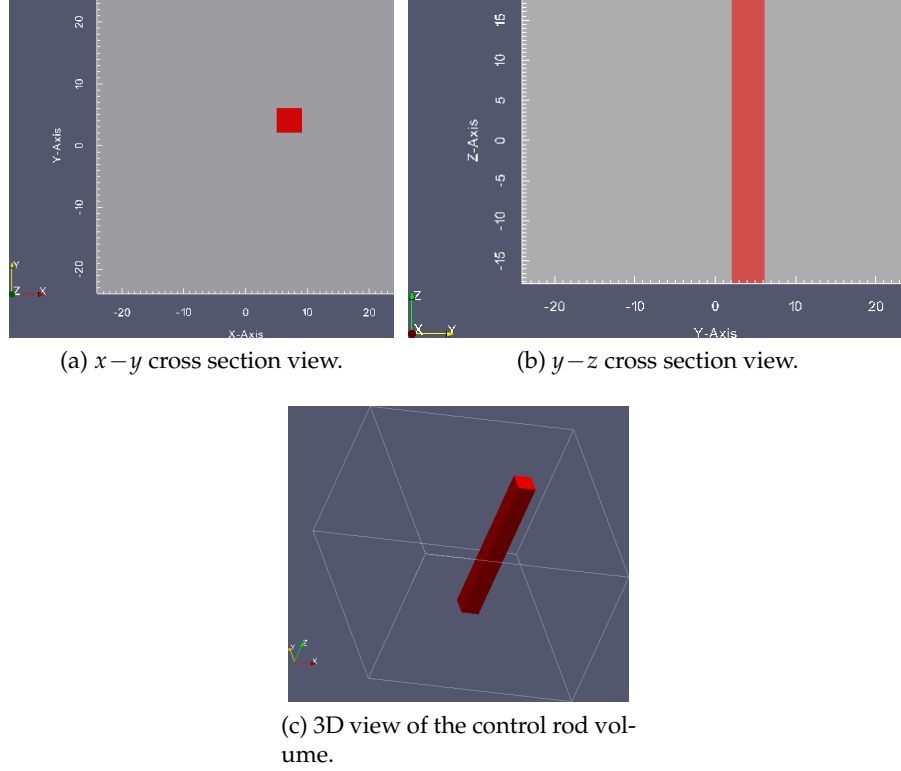 20
10
0
-10
-20
Y-Axis
-20
-10
0
10
20
X-Axis
Y
Z
X
15
10
5
0
-5
-10
-15
Z-Axis
-20
-10
0
10
20
Y-Axis
Z
X
Y
(a) x−y cross section view.
(b) y−z cross section view.
Y
Z
X
(c) 3D view of the control rod vol-
ume.